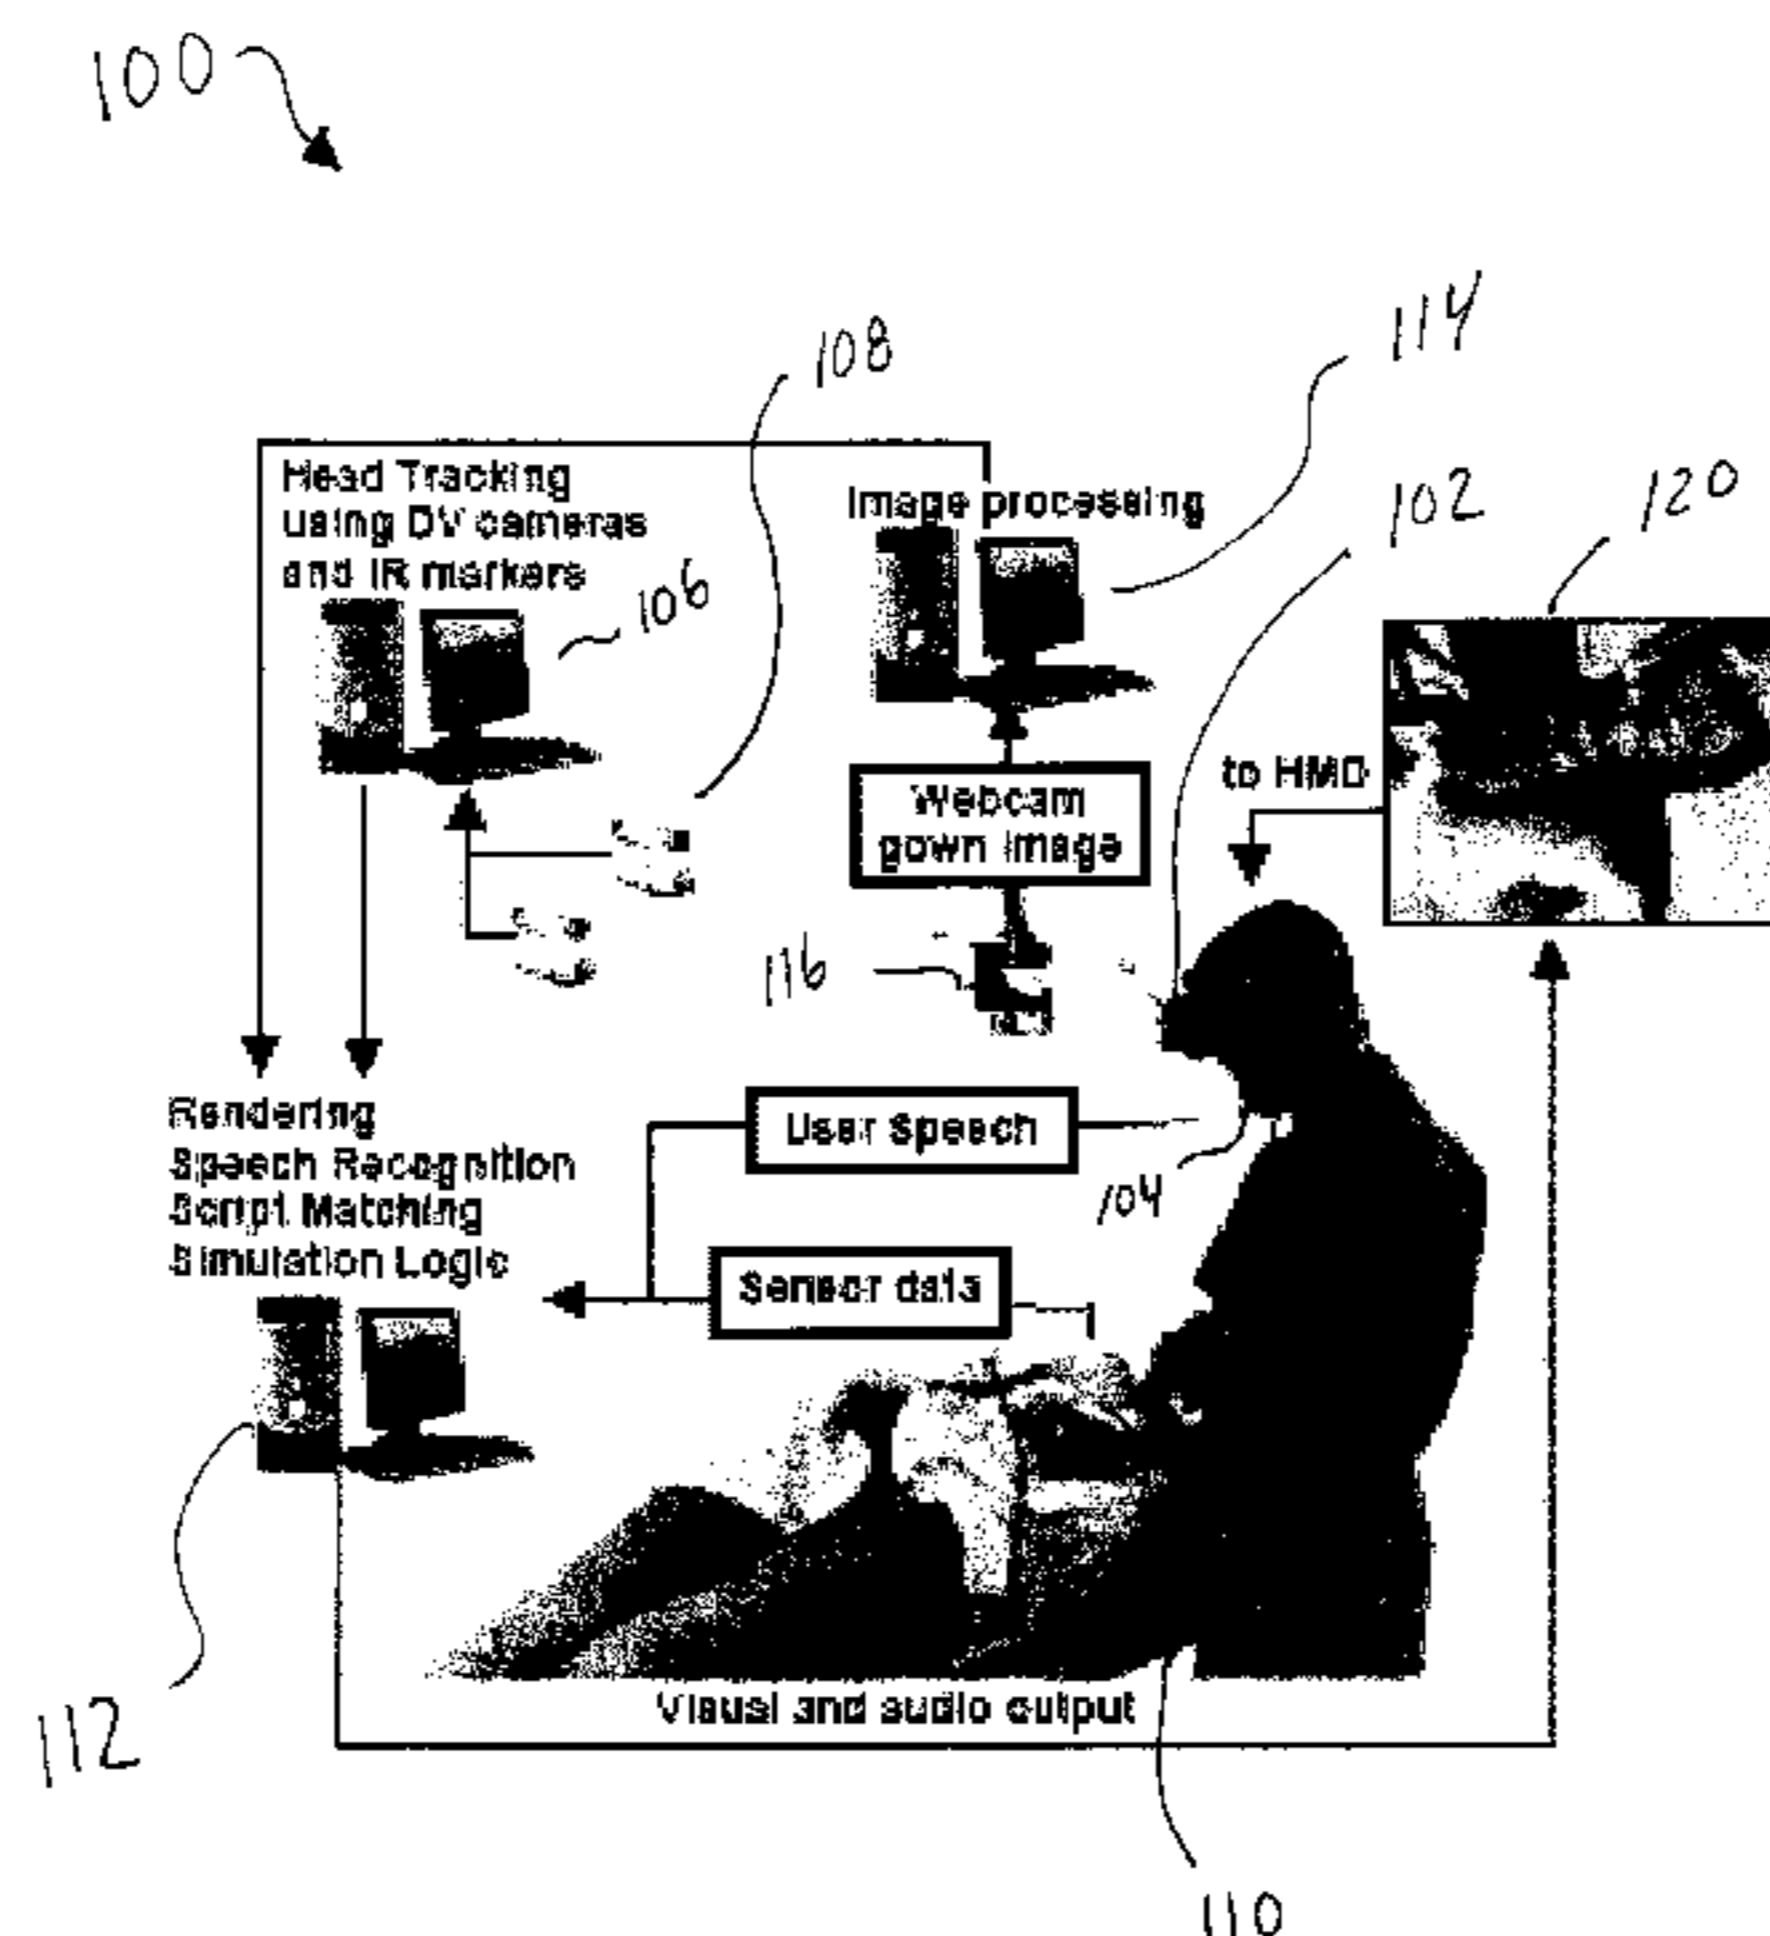 100
108
114
Head Tracking
using DV cameras
and IR markers
Image processing
102
120
106
to HMD
Webcam
gown image
116
Rendering
Speech Recognition
Script Matching
Simulation Logic
User speech
104
Sensor data
112
Visual and audio output
110